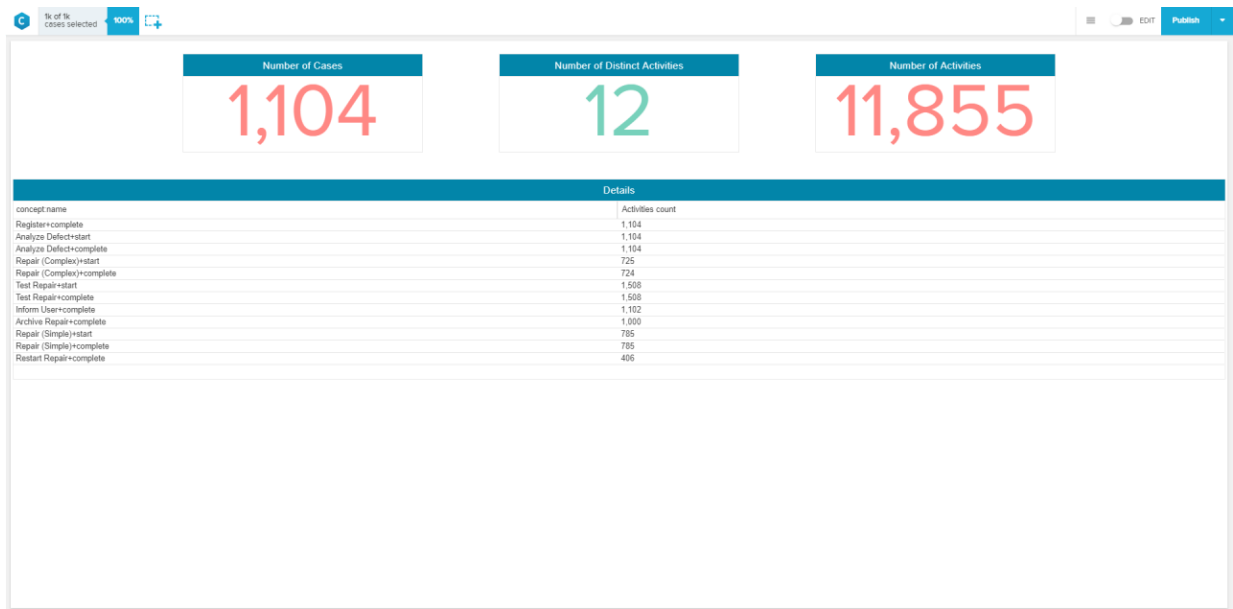 C
1k of 1k
cases selected
100%
EDIT
Publish
Number of Cases
1,104
Number of Distinct Activities
12
Number of Activities
11,855
Details
concept:name Activities count
Register+complete 1,104
Analyze Defect+start 1,104
Analyze Defect+complete 1,104
Repair (Complex)+start 725
Repair (Complex)+complete 724
Test Repair+start 1,508
Test Repair+complete 1,508
Inform User+complete 1,102
Archive Repair+complete 1,000
Repair (Simple)+start 785
Repair (Simple)+complete 785
Restart Repair+complete 406